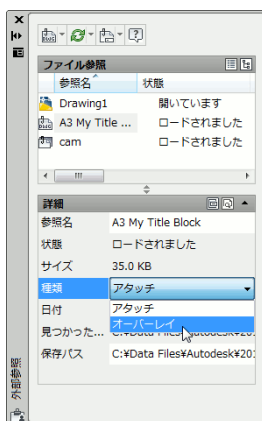 ファイル参照
参照名 状態
Drawing1 開いています
A3 My Title ... ロードされました
cam ロードされました
詳細
参照名 A3 My Title Block
状態 ロードされました
サイズ 35.0 KB
種類 アタッチ
日付 アタッチ
オーバーレイ
見つかった... C:¥Data Files¥Autodesk¥20
保存パス C:¥Data Files¥Autodesk¥20
外部参照